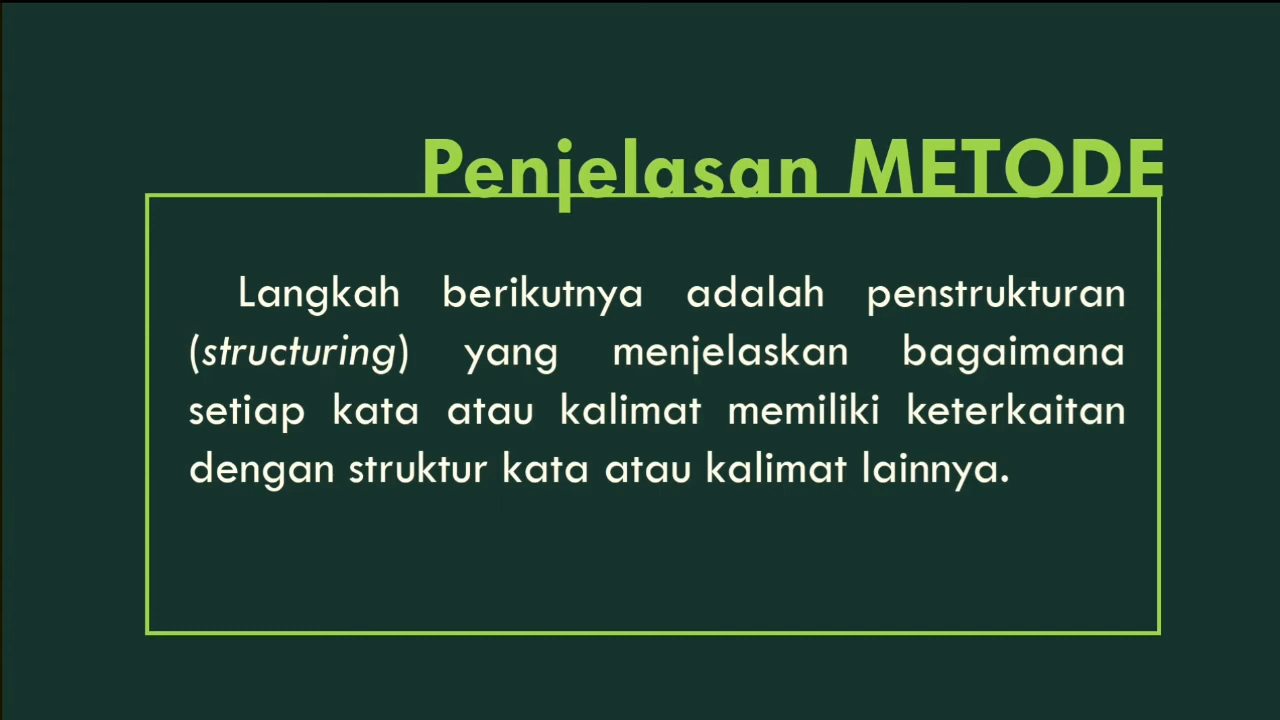 Penjelasan METODE
Langkah berikutnya adalah penstrukturan
(structuring) yang menjelaskan bagaimana
setiap kata atau kalimat memiliki keterkaitan
dengan struktur kata atau kalimat lainnya.